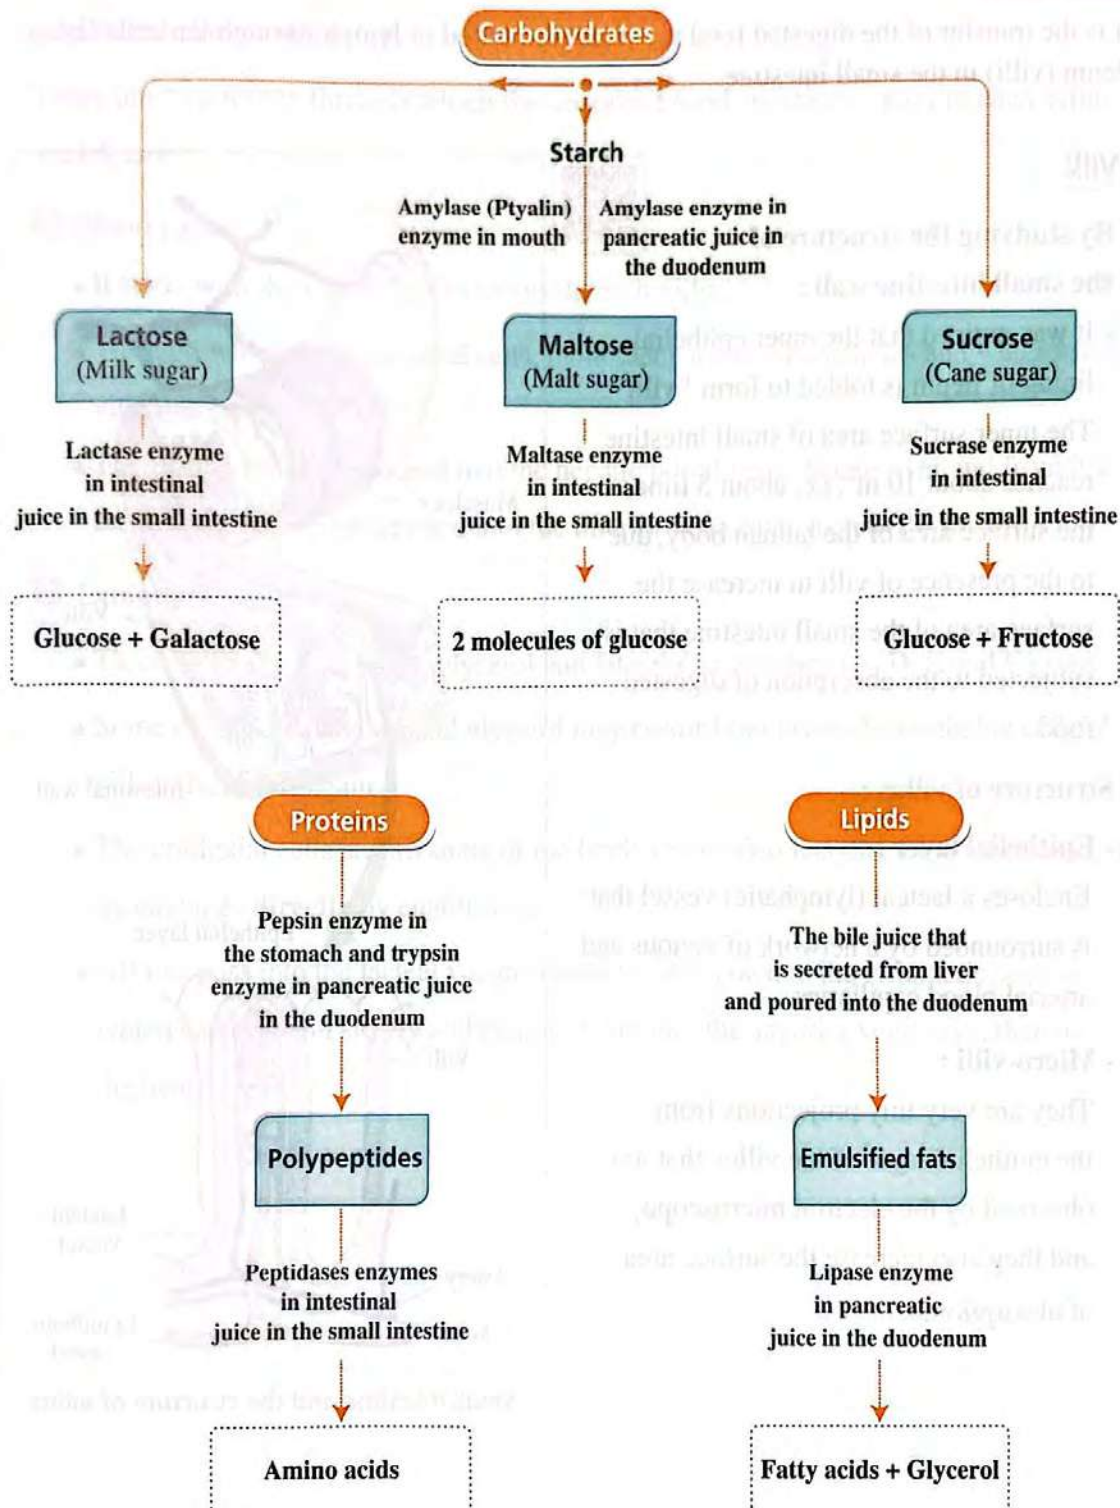 Carbohydrates
Starch
Amylase (Ptyalin)
enzyme in mouth
Amylase enzyme in
pancreatic juice in
the duodenum
Lactose
(Milk sugar)
Maltose
(Malt sugar)
Sucrose
(Cane sugar)
Lactase enzyme
in intestinal
juice in the small intestine
Maltase enzyme
in intestinal
juice in the small intestine
Sucrase enzyme
in intestinal
juice in the small intestine
Glucose + Galactose
2 molecules of glucose
Glucose + Fructose
Proteins
Lipids
Pepsin enzyme in
the stomach and trypsin
enzyme in pancreatic juice
in the duodenum
The bile juice that
is secreted from liver
and poured into the duodenum
Polypeptides
Emulsified fats
Peptidases enzymes
in intestinal
juice in the small intestine
Lipase enzyme
in pancreatic
juice in the duodenum
Amino acids
Fatty acids + Glycerol